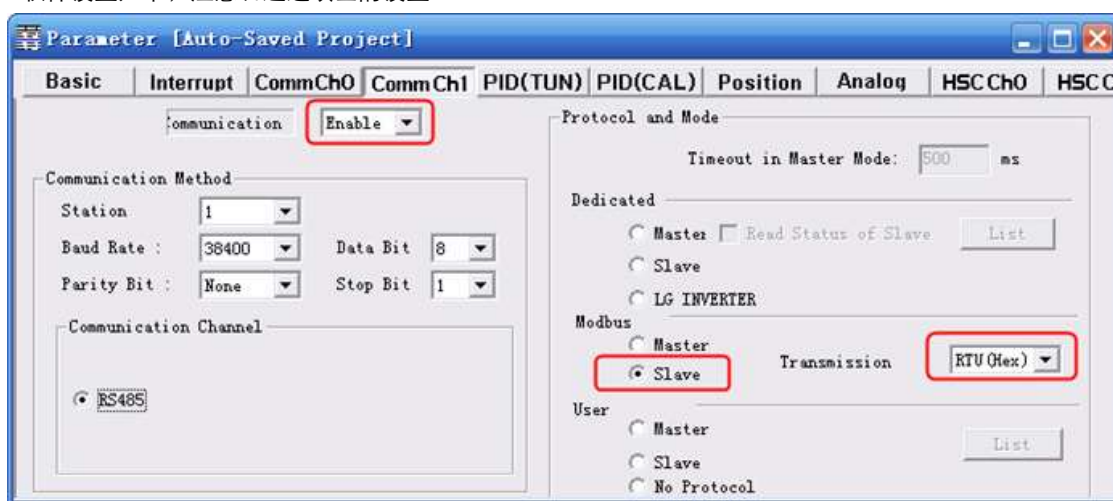 Parameter [Auto-Saved Project]
Basic Interrupt CommCh0 CommCh1 PID(TUN) PID(CAL) Position Analog HSCCh0
Communication Enable
Protocol and Mode
Timeout in Master Mode: 500 ms
Communication Method
Station 1
Baud Rate : 38400 Data Bit 8
Parity Bit : None Stop Bit 1
Communication Channel
RS485
Dedicated
Master Read Status of Slave List
Slave
LG INVERTER
Modbus
Master
Slave
Transmission RTU(Hex)
User
Master List
Slave
No Protocol